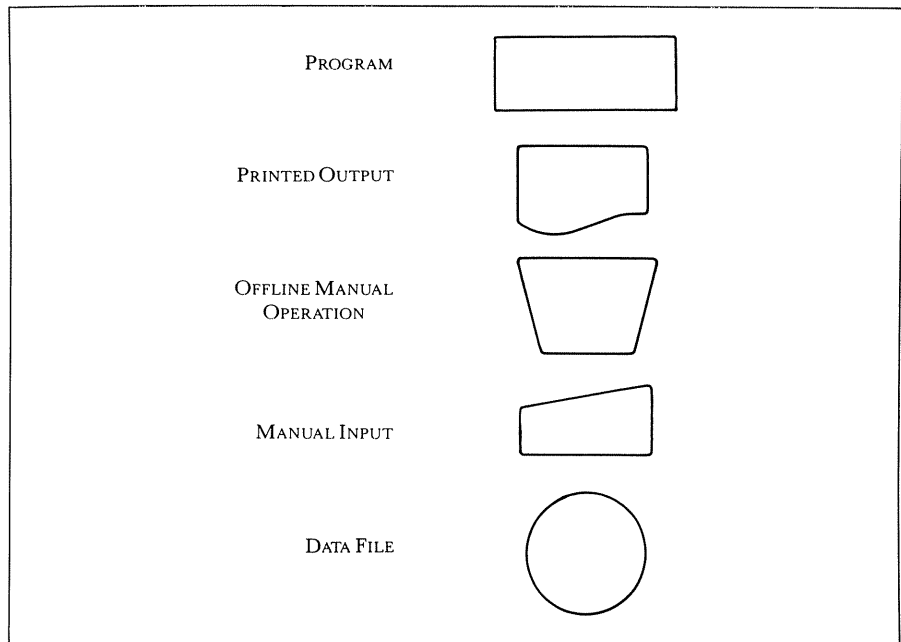 PROGRAM
PRINTED OUTPUT
OFFLINE MANUAL
OPERATION
MANUAL INPUT
DATA FILE